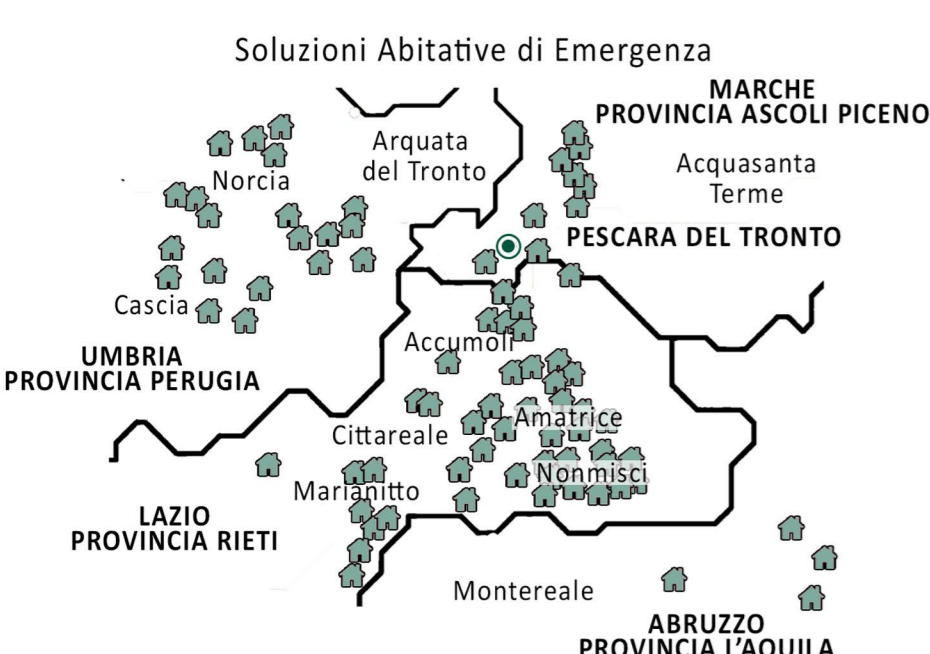 Soluzioni Abitative di Emergenza
MARCHE
PROVINCIA ASCOLI PICENO
Arquata
del Tronto
Acquasanta
Terme
Norcia
PESCARA DEL TRONTO
Cascia
Accumoli
UMBRIA
PROVINCIA PERUGIA
Amatrice
Cittareale
Nonmisci
Marianitto
LAZIO
PROVINCIA RIETI
Montereale
ABRUZZO
PROVINCIA L'AQUILA